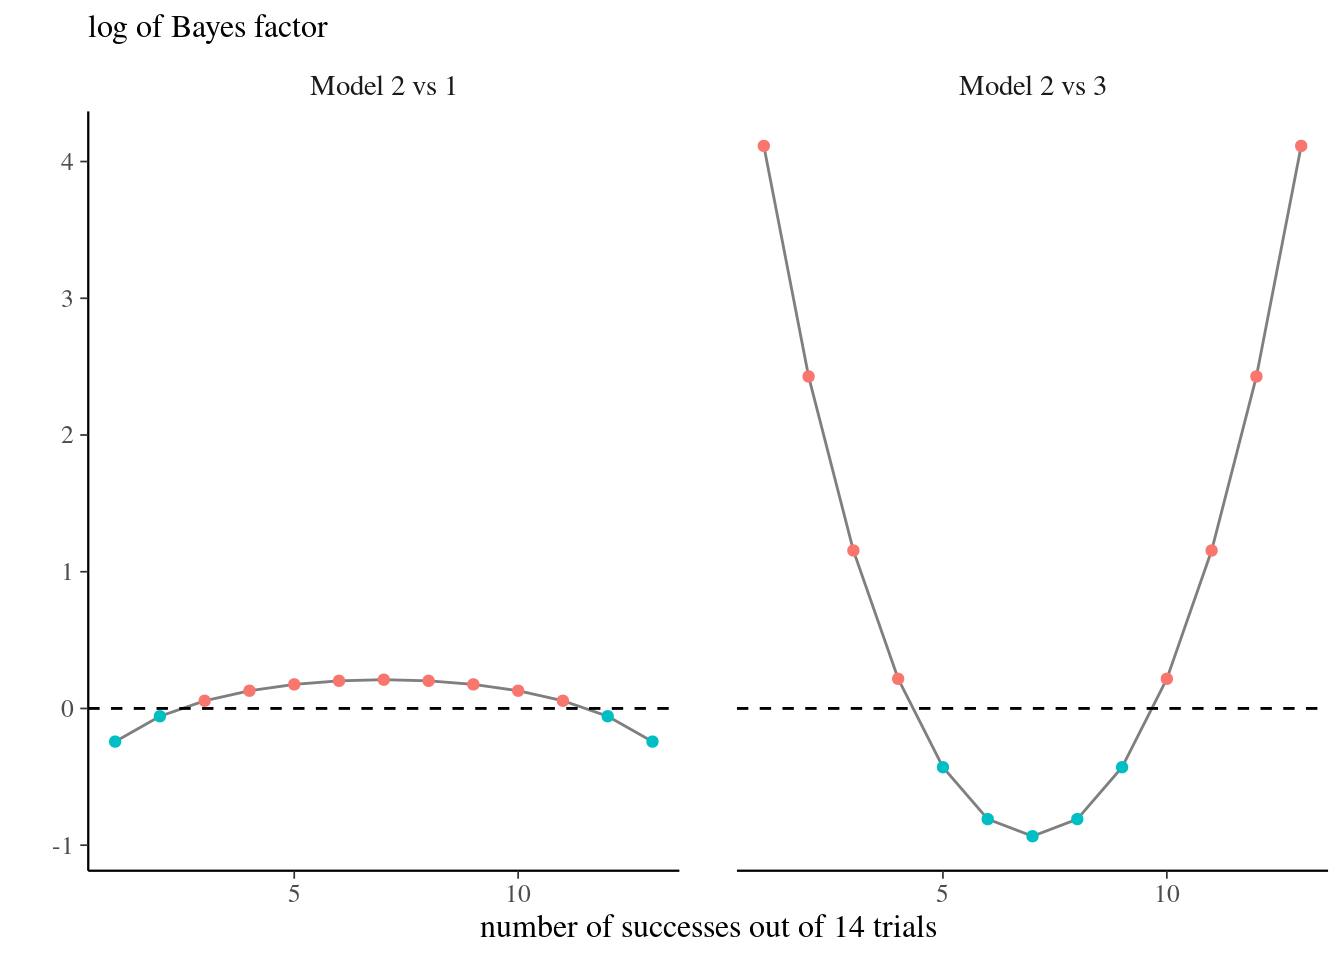 log of Bayes factor
Model 2 vs 1
Model 2 vs 3
4
3
2
1
0
-1
5
10
5
10
number of successes out of 14 trials